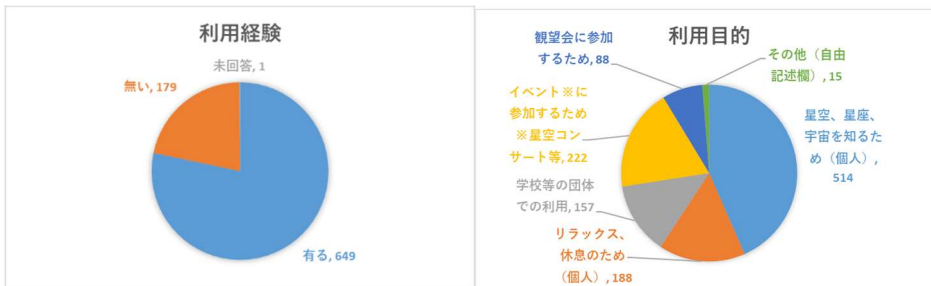 利用経験
未回答, 1
無い, 179
有る, 649
利用目的
観望会に参加
するため, 88
その他（自由
記述欄）, 15
イベント※に
参加するため
※星空コン
サート等, 222
星空、星座、
宇宙を知るた
め（個人）,
514
学校等の団体
での利用, 157
リラックス、
休息のため
（個人）, 188